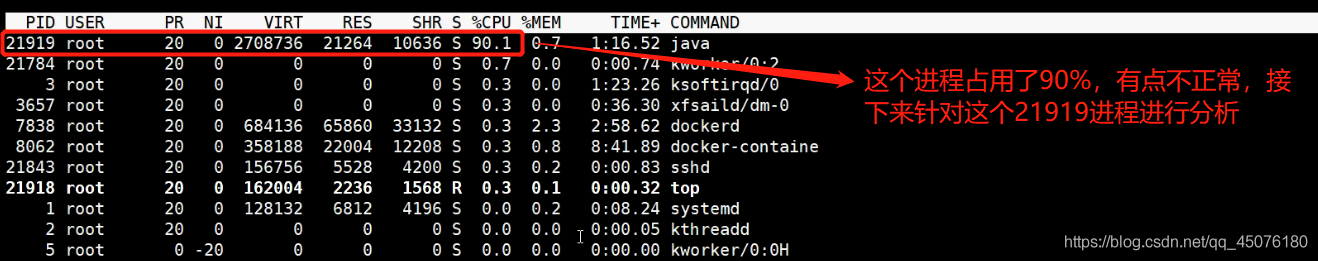 PID USER PR NI VIRT RES SHR S %CPU %MEM TIME+ COMMAND
21919 root 20 0 2708736 21264 10636 S 90.1 0.7 1:16.52 java
21784 root 20 0 0 0 0 S 0.7 0.0 0:00.74 kworker/0:2
3 root 20 0 0 0 0 S 0.3 0.0 1:23.26 ksoftirqd/0
3657 root 20 0 0 0 0 S 0.3 0.0 0:36.30 xfsaild/dm-0
7838 root 20 0 684136 65860 33132 S 0.3 2.3 2:58.62 dockerd
8062 root 20 0 358188 22004 12208 S 0.3 0.8 8:41.89 docker-containe
21843 root 20 0 156756 5528 4200 S 0.3 0.2 0:00.83 sshd
21918 root 20 0 162004 2236 1568 R 0.3 0.1 0:00.32 top
1 root 20 0 128132 6812 4196 S 0.0 0.2 0:08.24 systemd
2 root 20 0 0 0 0 S 0.0 0.0 0:00.05 kthreadd
5 root 0 -20 0 0 0 S 0.0 0.0 0:00.00 kworker/0:0H
这个进程占用了90%，有点不正常，接
下来针对这个21919进程进行分析
https://blog.csdn.net/qq_45076180